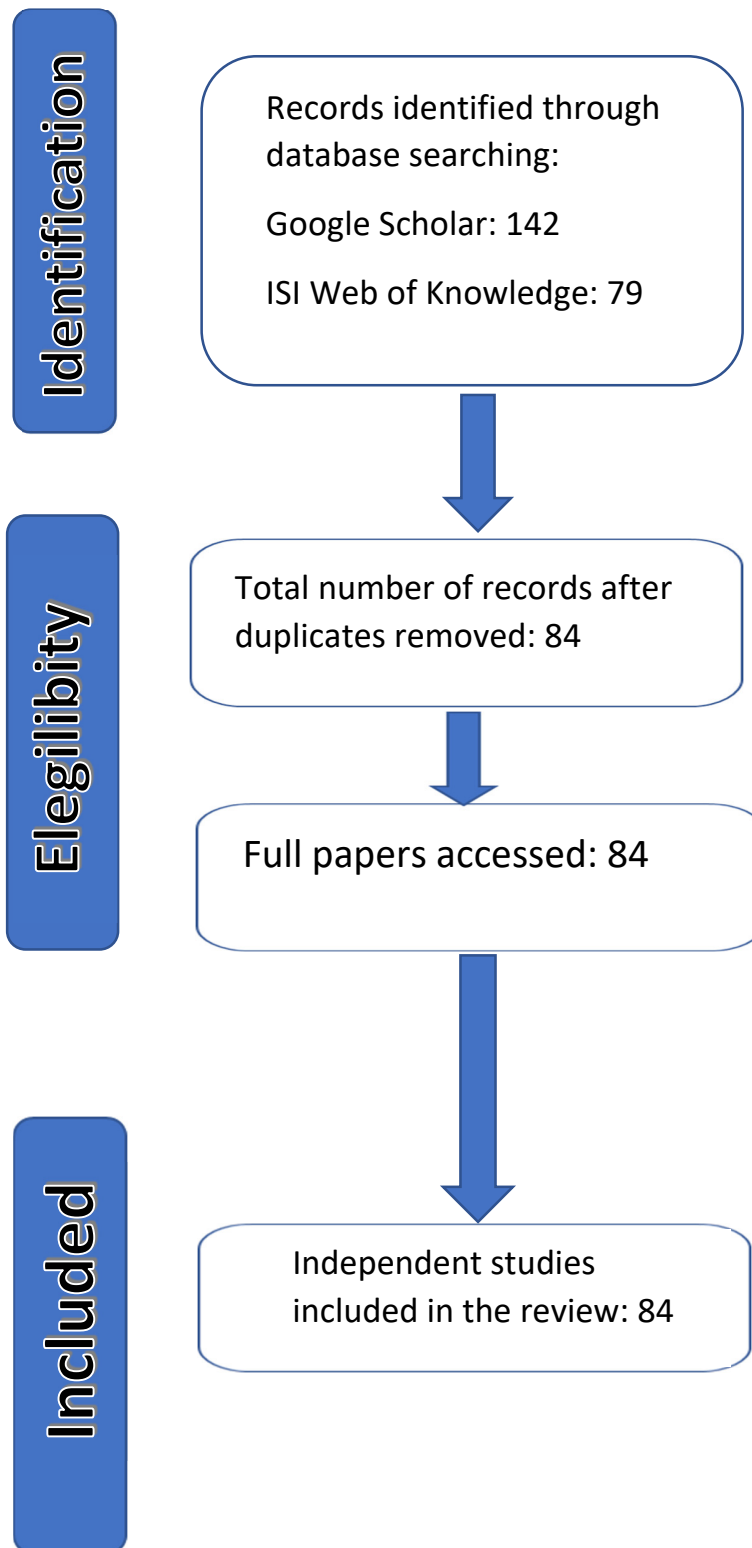 Identification
Records identified through
database searching:
Google Scholar: 142
ISI Web of Knowledge: 79
Elegilibity
Total number of records after
duplicates removed: 84
Full papers accessed: 84
Included
Independent studies
included in the review: 84